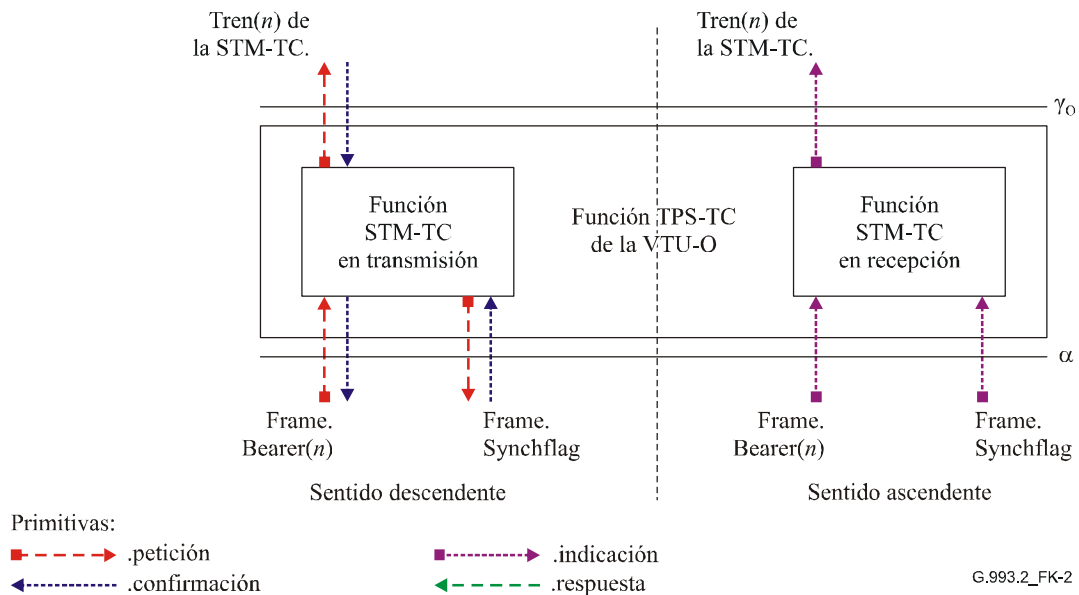 Tren(n) de
la STM-TC.
Tren(n) de
la STM-TC.
γO
Función
STM-TC
en transmisión
Función TPS-TC
de la VTU-O
Función
STM-TC
en recepción
α
Frame.
Bearer(n)
Frame.
Synchflag
Frame.
Bearer(n)
Frame.
Synchflag
Sentido descendente
Sentido ascendente
Primitivas:
.petición
.indicación
.confirmación
.respuesta
G.993.2_FK-2